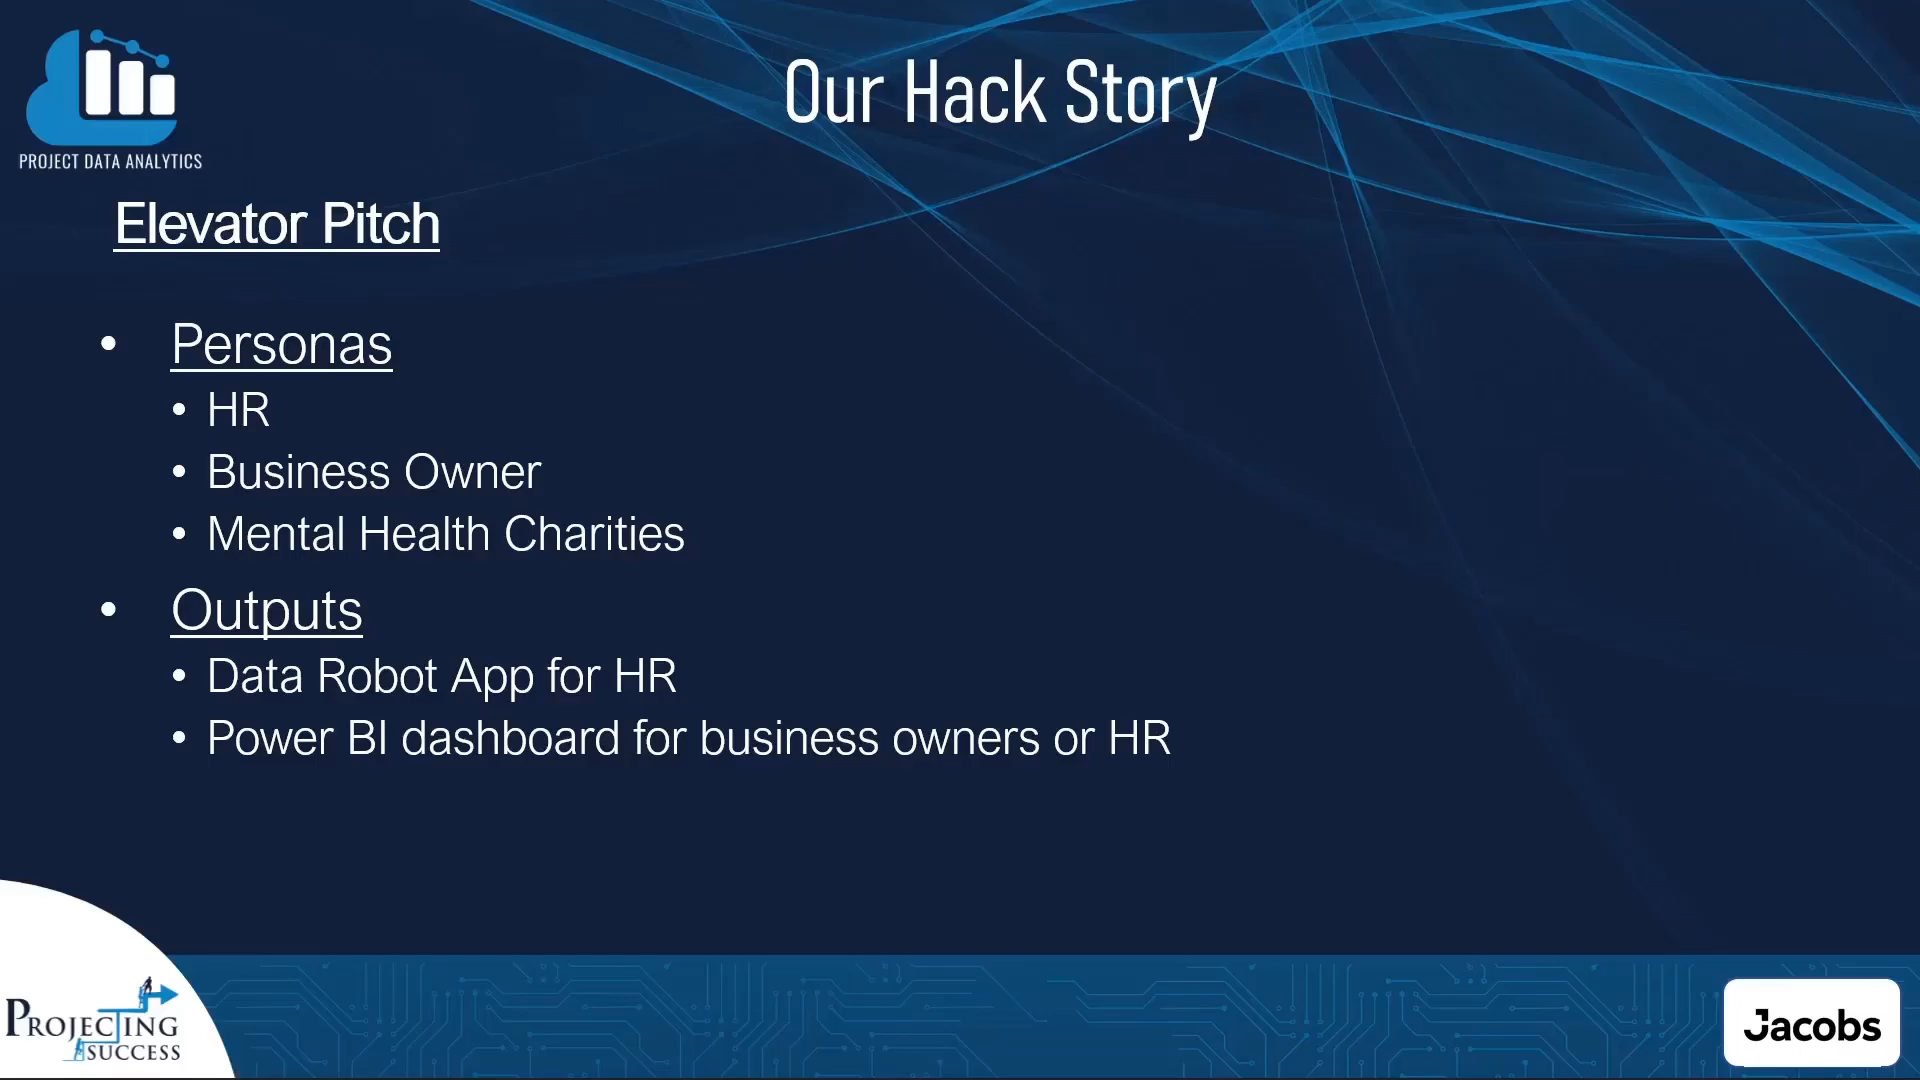 Our Hack Story
PROJECT DATA ANALYTICS
Elevator Pitch
• Personas
• HR
• Business Owner
• Mental Health Charities
• Outputs
• Data Robot App for HR
• Power BI dashboard for business owners or HR
PROJECTING
SUCCESS
Jacobs